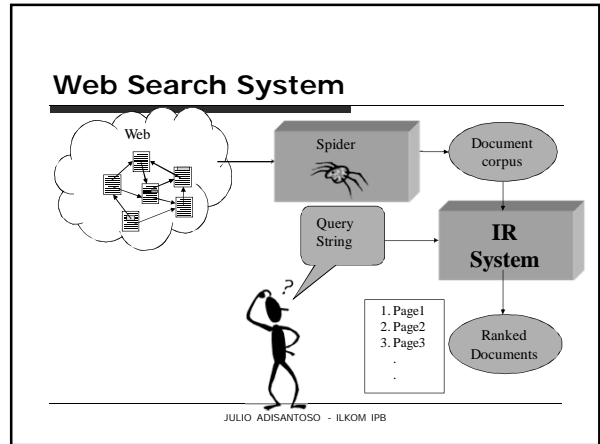 Web Search System
Web
Spider
Document
corpus
Query
String
IR
System
?
1. Page1
2. Page2
3. Page3
.
.
Ranked
Documents
JULIO ADISANTOSO - ILKOM IPB